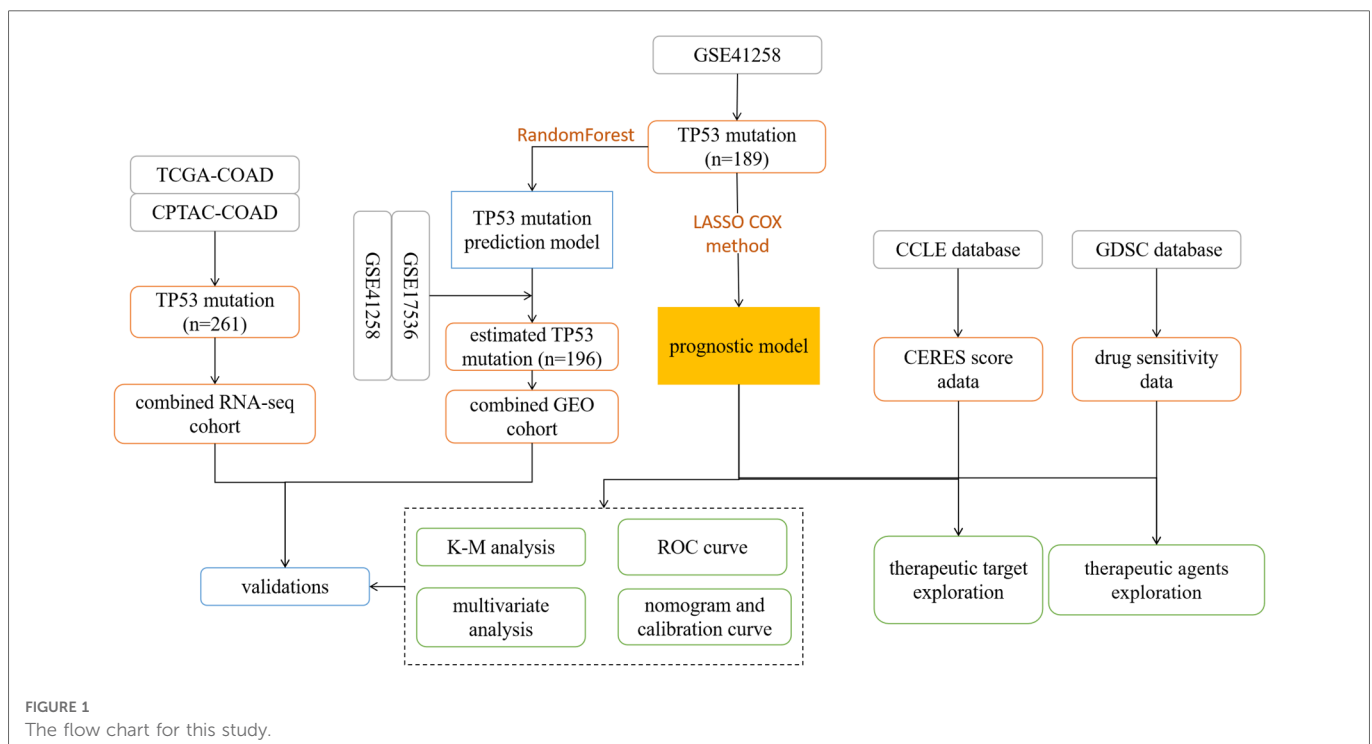 GSE41258
RandomForest
TP53 mutation
(n=189)
TCGA-COAD
CPTAC-COAD
TP53 mutation
prediction model
LASSO COX
method
GSE41258
GSE17536
CCLE database
GDSC database
TP53 mutation
(n=261)
estimated TP53
mutation (n=196)
prognostic model
CERES score
adata
drug sensitivity
data
combined RNA-seq
cohort
combined GEO
cohort
K-M analysis
ROC curve
validations
multivariate
analysis
nomogram and
calibration curve
therapeutic target
exploration
therapeutic agents
exploration
FIGURE 1
The flow chart for this study.